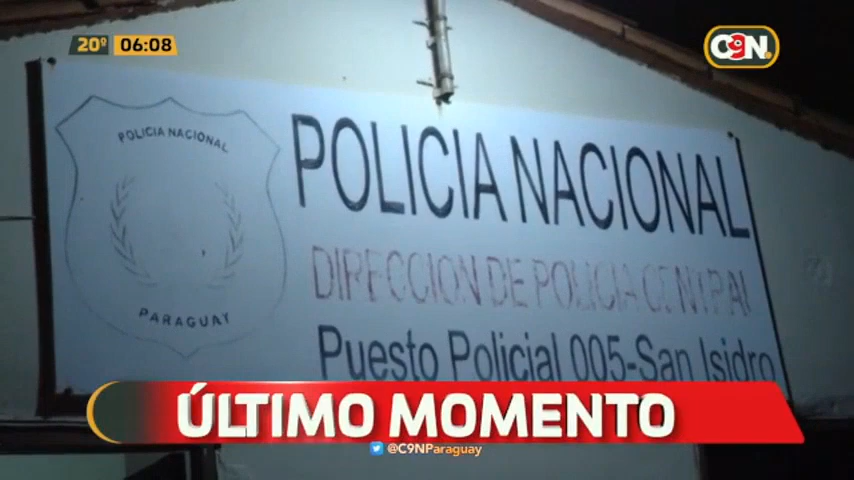 20º 06:08
C9N.
POLICIA NACIONAL
PARAGUAY
POLICIA NACIONAL
DIRECCION DE POLICIA CENTRAL
Puesto Policial 005-San Isidro
ÚLTIMO MOMENTO
@C9NParaguay